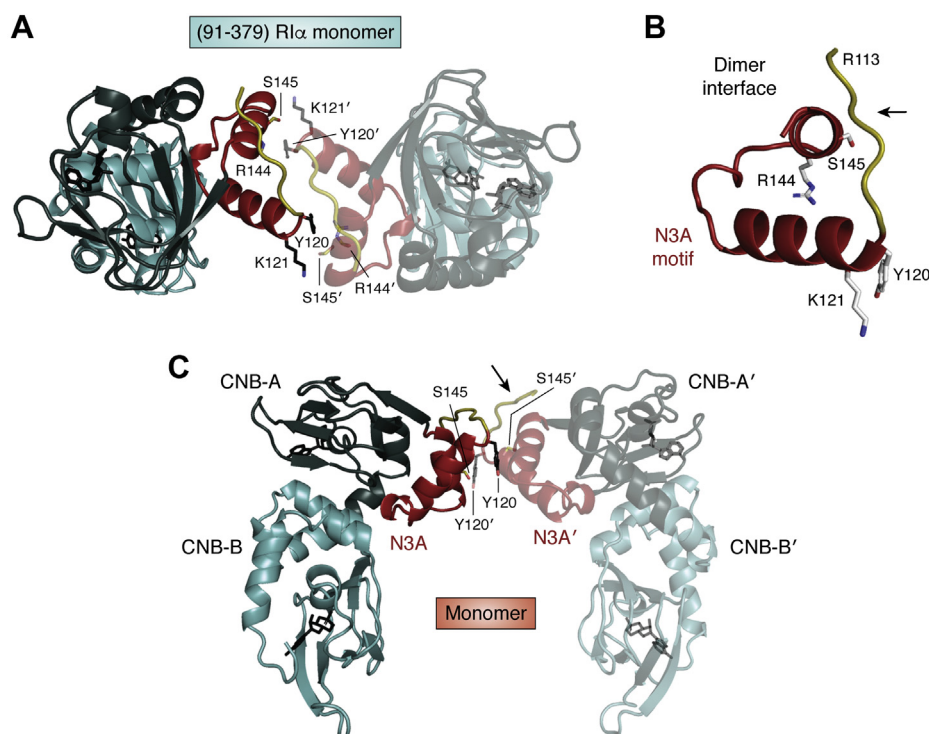 A
(91-379) RIα monomer
S145
K121′
Y120′
R144
Y120
K121
S145′
R144′
B
R113
Dimer
interface
S145
R144
N3A
motif
Y120
K121
C
CNB-A
S145
S145′
CNB-A′
Y120
Y120′
CNB-B
N3A
N3A′
CNB-B′
Monomer